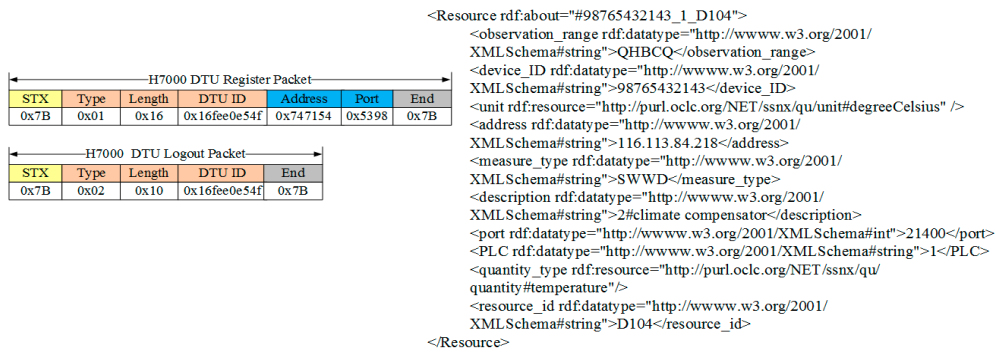 H7000 DTU Register Packet
STX Type Length DTU ID Address Port End
0x7B 0x01 0x16 0x16fee0e54f 0x747154 0x5398 0x7B
H7000 DTU Logout Packet
STX Type Length DTU ID End
0x7B 0x02 0x10 0x16fee0e54f 0x7B
<Resource rdf:about="#98765432143_1_D104">
<observation_range rdf:datatype="http://wwww.w3.org/2001/
XMLSchema#string">QHBCQ</observation_range>
<device_ID rdf:datatype="http://wwww.w3.org/2001/
XMLSchema#string">98765432143</device_ID>
<unit rdf:resource="http://purl.oclc.org/NET/ssnx/qu/unit#degreeCelsius" />
<address rdf:datatype="http://wwww.w3.org/2001/
XMLSchema#string">116.113.84.218</address>
<measure_type rdf:datatype="http://wwww.w3.org/2001/
XMLSchema#string">SWWD</measure_type>
<description rdf:datatype="http://wwww.w3.org/2001/
XMLSchema#string">2#climate compensator</description>
<port rdf:datatype="http://wwww.w3.org/2001/XMLSchema#int">21400</port>
<PLC rdf:datatype="http://wwww.w3.org/2001/XMLSchema#string">1</PLC>
<quantity_type rdf:resource="http://purl.oclc.org/NET/ssnx/qu/
quantity#temperature"/>
<resource_id rdf:datatype="http://wwww.w3.org/2001/
XMLSchema#string">D104</resource_id>
</Resource>